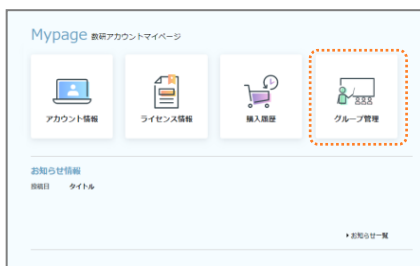 Mypage 数研アカウントマイページ
アカウント情報 ライセンス情報 購入履歴 グループ管理
お知らせ情報
投稿日 タイトル
お知らせ一覧